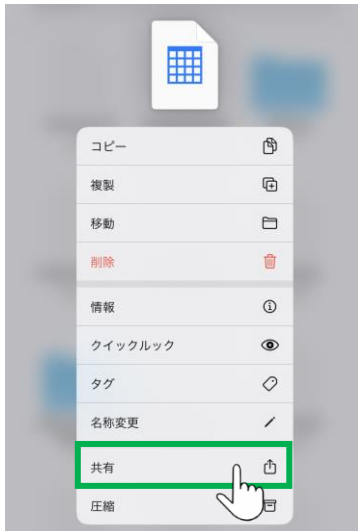 コピー
複製
移動
削除
情報
クイックルック
タグ
名称変更
共有
圧縮